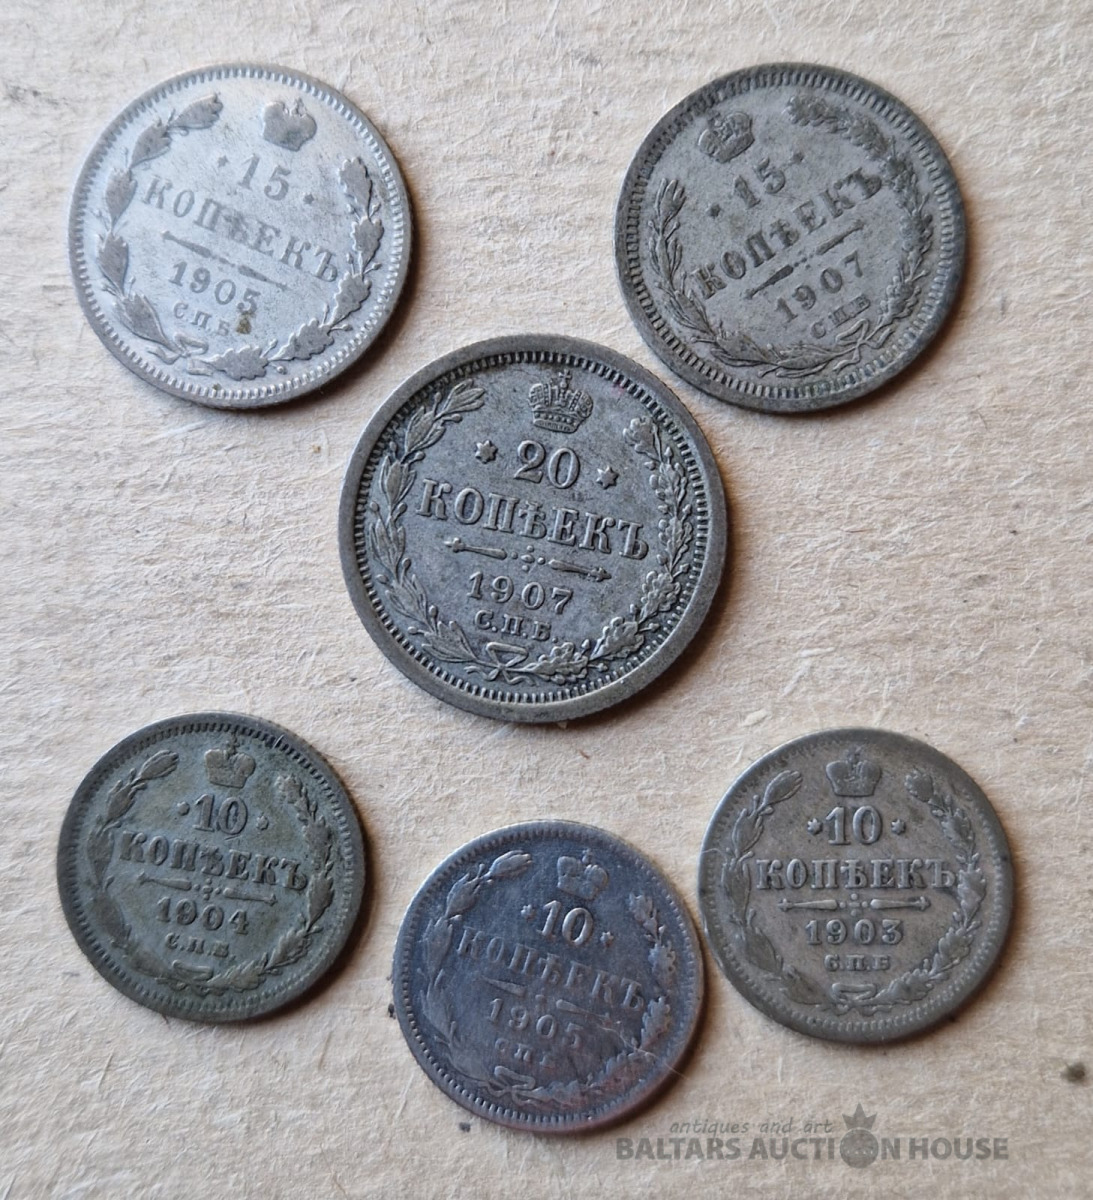 15
КОПѢЕКЪ
1905
С.П.Б
15
КОПѢЕКЪ
1907
С.П.Б
20
КОПѢЕКЪ
1907
С.П.Б.
10
КОПѢЕКЪ
1904
С.П.Б
10
КОПѢЕКЪ
1905
С.П.Б
10
КОПѢЕКЪ
1903
С.П.Б
antiques and art
BALTARS AUCTION HOUSE